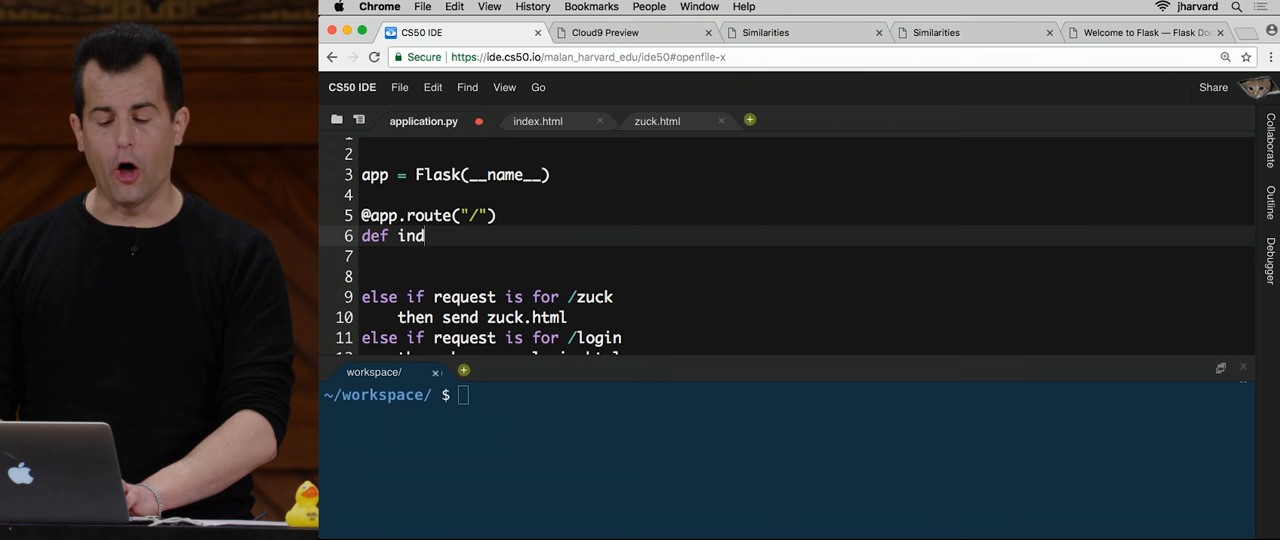 Chrome File Edit View History Bookmarks People Window Help jharvard
CS50 IDE Cloud9 Preview Similarities Similarities Welcome to Flask — Flask Do
Secure https://ide.cs50.io/malan_harvard_edu/ide50#openfile-x
CS50 IDE File Edit Find View Go Share
application.py index.html zuck.html
Collaborate
Outline
Debugger
1
2
3 app = Flask(__name__)
4
5 @app.route("/")
6 def ind
7
8
9 else if request is for /zuck
10 then send zuck.html
11 else if request is for /login
workspace/
~/workspace/ $